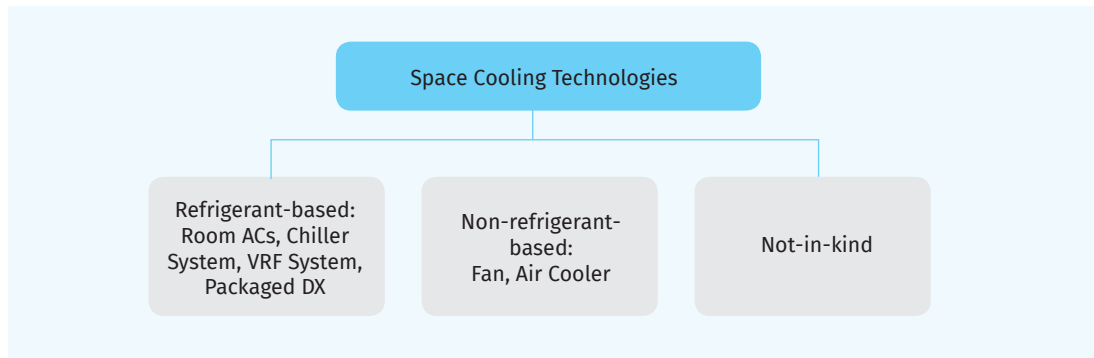 Space Cooling Technologies
Refrigerant-based:
Room ACs, Chiller
System, VRF System,
Packaged DX
Non-refrigerant-
based:
Fan, Air Cooler
Not-in-kind